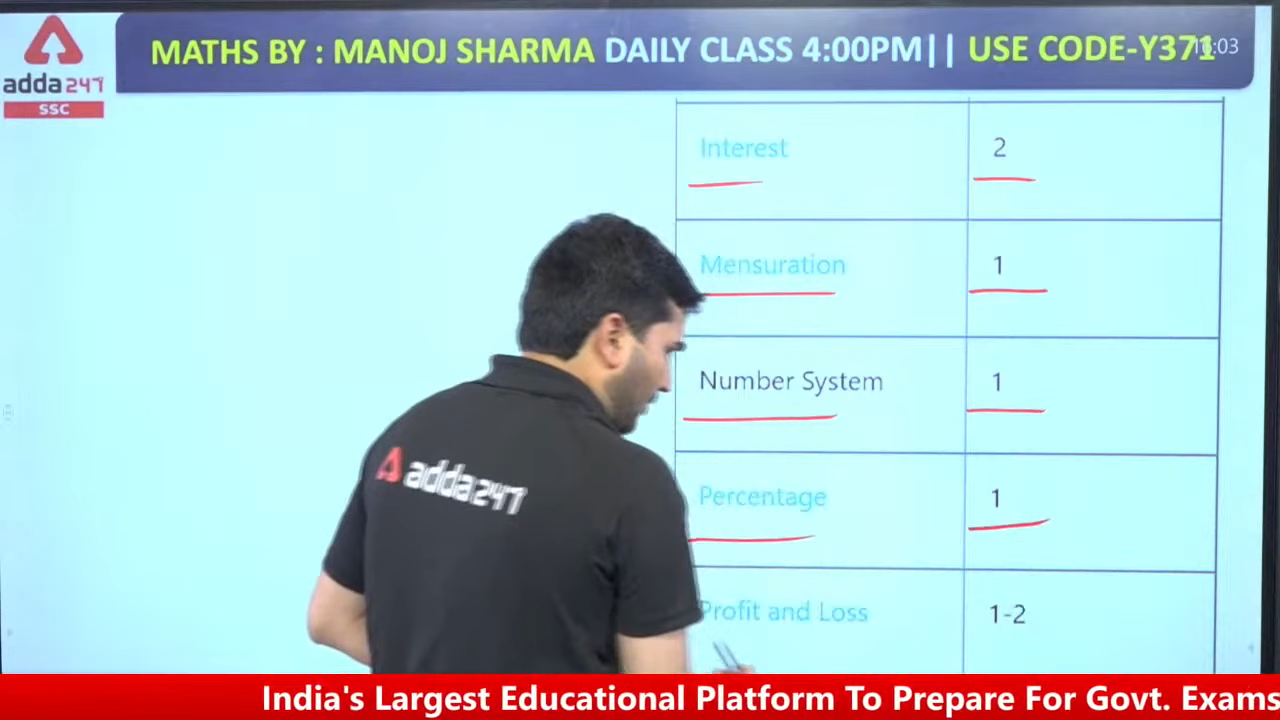 MATHS BY : MANOJ SHARMA DAILY CLASS 4:00PM|| USE CODE-Y371
adda247
SSC
Interest 2
Mensuration 1
Number System 1
Percentage 1
Profit and Loss 1-2
adda247
India's Largest Educational Platform To Prepare For Govt. Exams